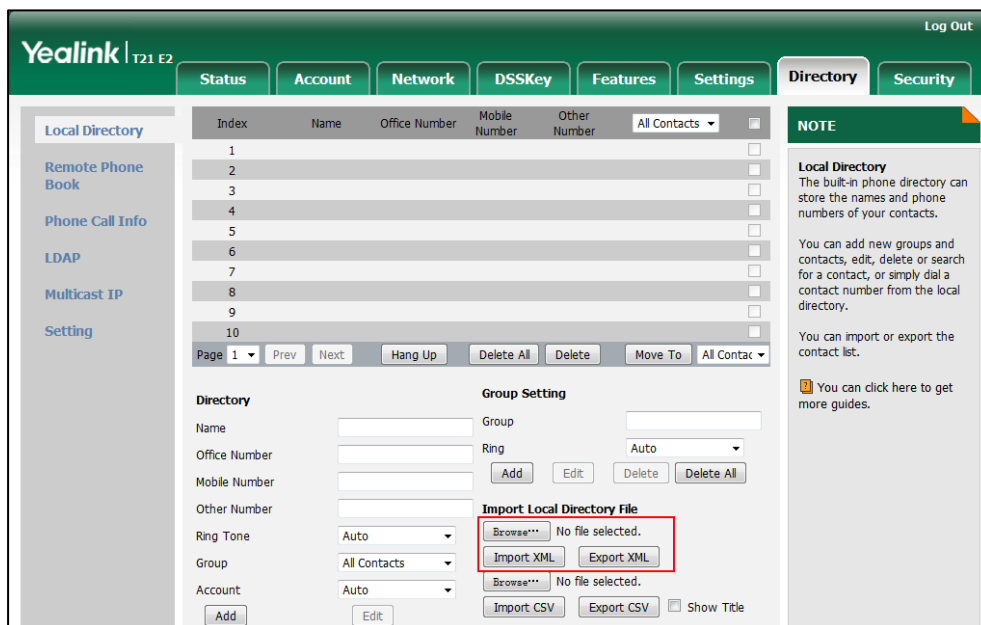 Log Out
Yealink | T21 E2
Status Account Network DSSKey Features Settings Directory Security
Local Directory
Remote Phone
Book
Phone Call Info
LDAP
Multicast IP
Setting
Index Name Office Number Mobile Number Other Number All Contacts
1
2
3
4
5
6
7
8
9
10
Page 1 Prev Next Hang Up Delete All Delete Move To All Contac
Directory
Name
Office Number
Mobile Number
Other Number
Ring Tone Auto
Group All Contacts
Account Auto
Add Edit
Group Setting
Group
Ring Auto
Add Edit Delete Delete All
Import Local Directory File
Browse··· No file selected.
Import XML Export XML
Browse··· No file selected.
Import CSV Export CSV Show Title
NOTE
Local Directory
The built-in phone directory can
store the names and phone
numbers of your contacts.
You can add new groups and
contacts, edit, delete or search
for a contact, or simply dial a
contact number from the local
directory.
You can import or export the
contact list.
? You can click here to get
more guides.